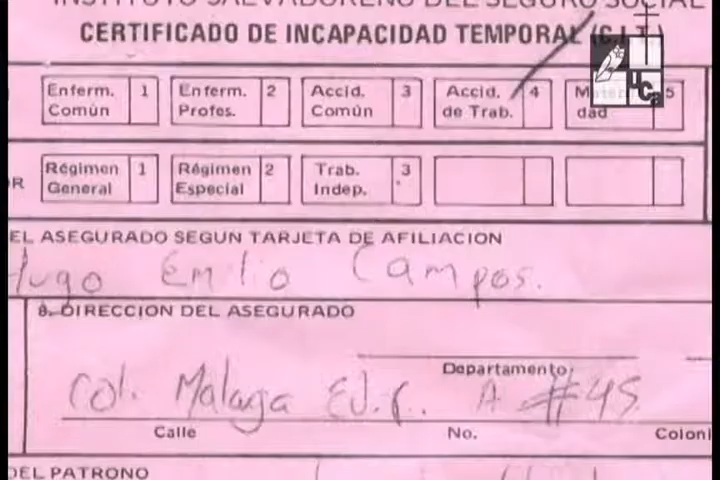 INSTITUTO SALVADOREÑO DEL SEGURO SOCIAL
CERTIFICADO DE INCAPACIDAD TEMPORAL (C.I.T.)
Enferm. Común 1 Enferm. Profes. 2 Accid. Común 3 Accid. de Trab. 4 Materni dad 5
Régimen General 1 Régimen Especial 2 Trab. Indep. 3
EL ASEGURADO SEGUN TARJETA DE AFILIACION
Hugo Emilio Campos.
8. DIRECCION DEL ASEGURADO
Departamento
Col. Malaga Edif. A #45
Calle No. Coloni
DEL PATRONO